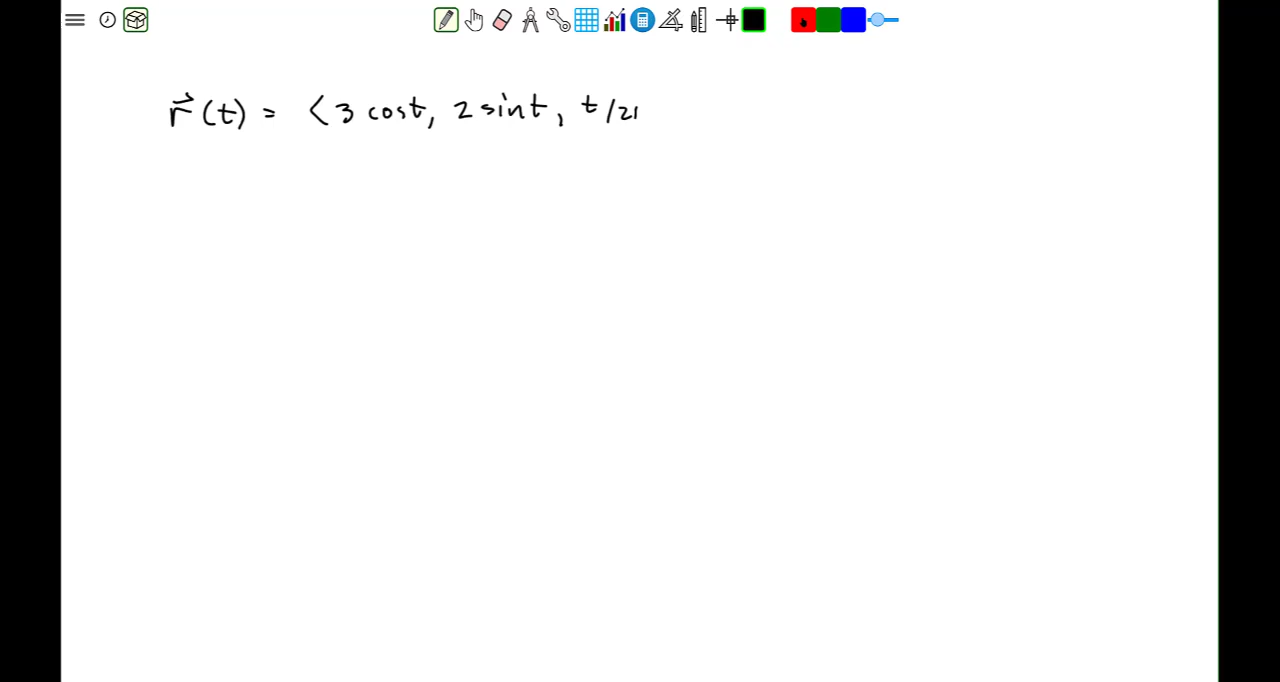 r⃗(t) = ⟨3 cost, 2 sint, t/2